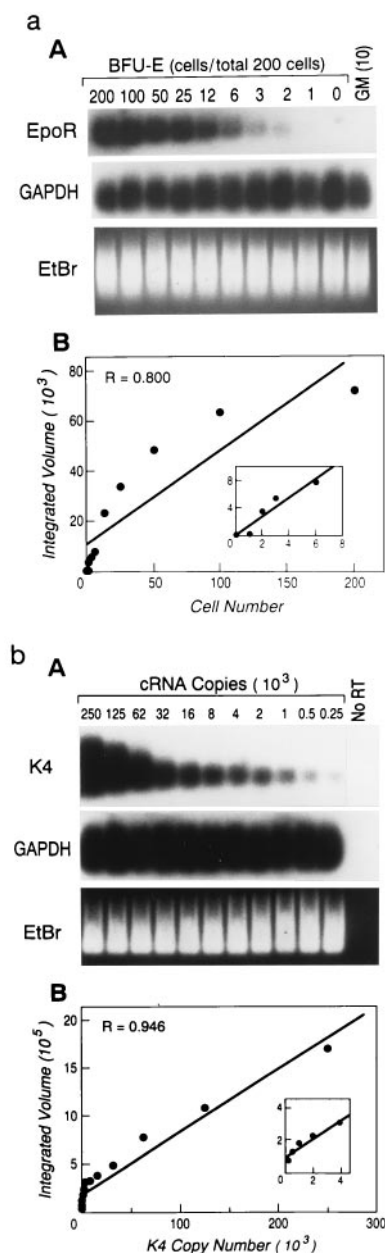 a
A
BFU-E (cells/total 200 cells)
200 100 50 25 12 6 3 2 1 0 GM (10)
EpoR
GAPDH
EtBr
B
Integrated Volume (10³)
R = 0.800
80
60
40
20
0 50 100 150 200
8
4
0
0 2 4 6 8
Cell Number
b
A
cRNA Copies (10³)
250 125 62 32 16 8 4 2 1 0.5 0.25 No RT
K4
GAPDH
EtBr
B
Integrated Volume (10⁵)
R = 0.946
20
15
10
5
0 100 200 300
4
2
0
0 2 4
K4 Copy Number (10³)